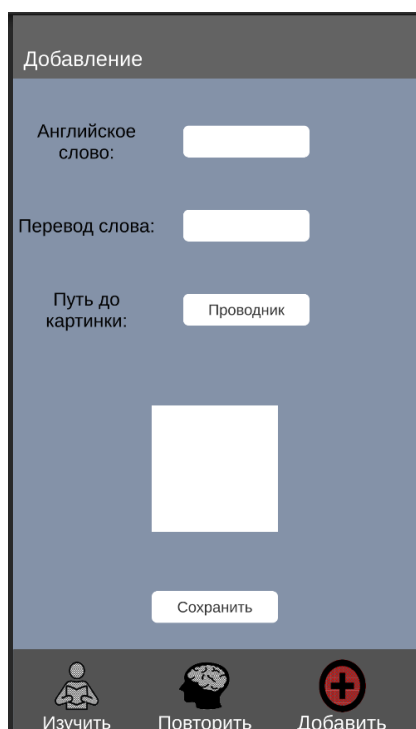 Добавление
Английское
слово:
Перевод слова:
Путь до
картинки:
Проводник
Сохранить
Изучить
Повторить
Добавить